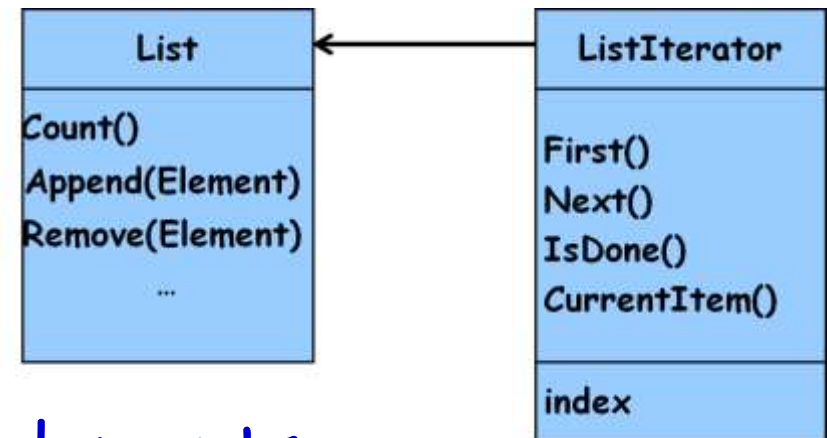 List
Count()
Append(Element)
Remove(Element)
...
ListIterator
First()
Next()
IsDone()
CurrentItem()
index